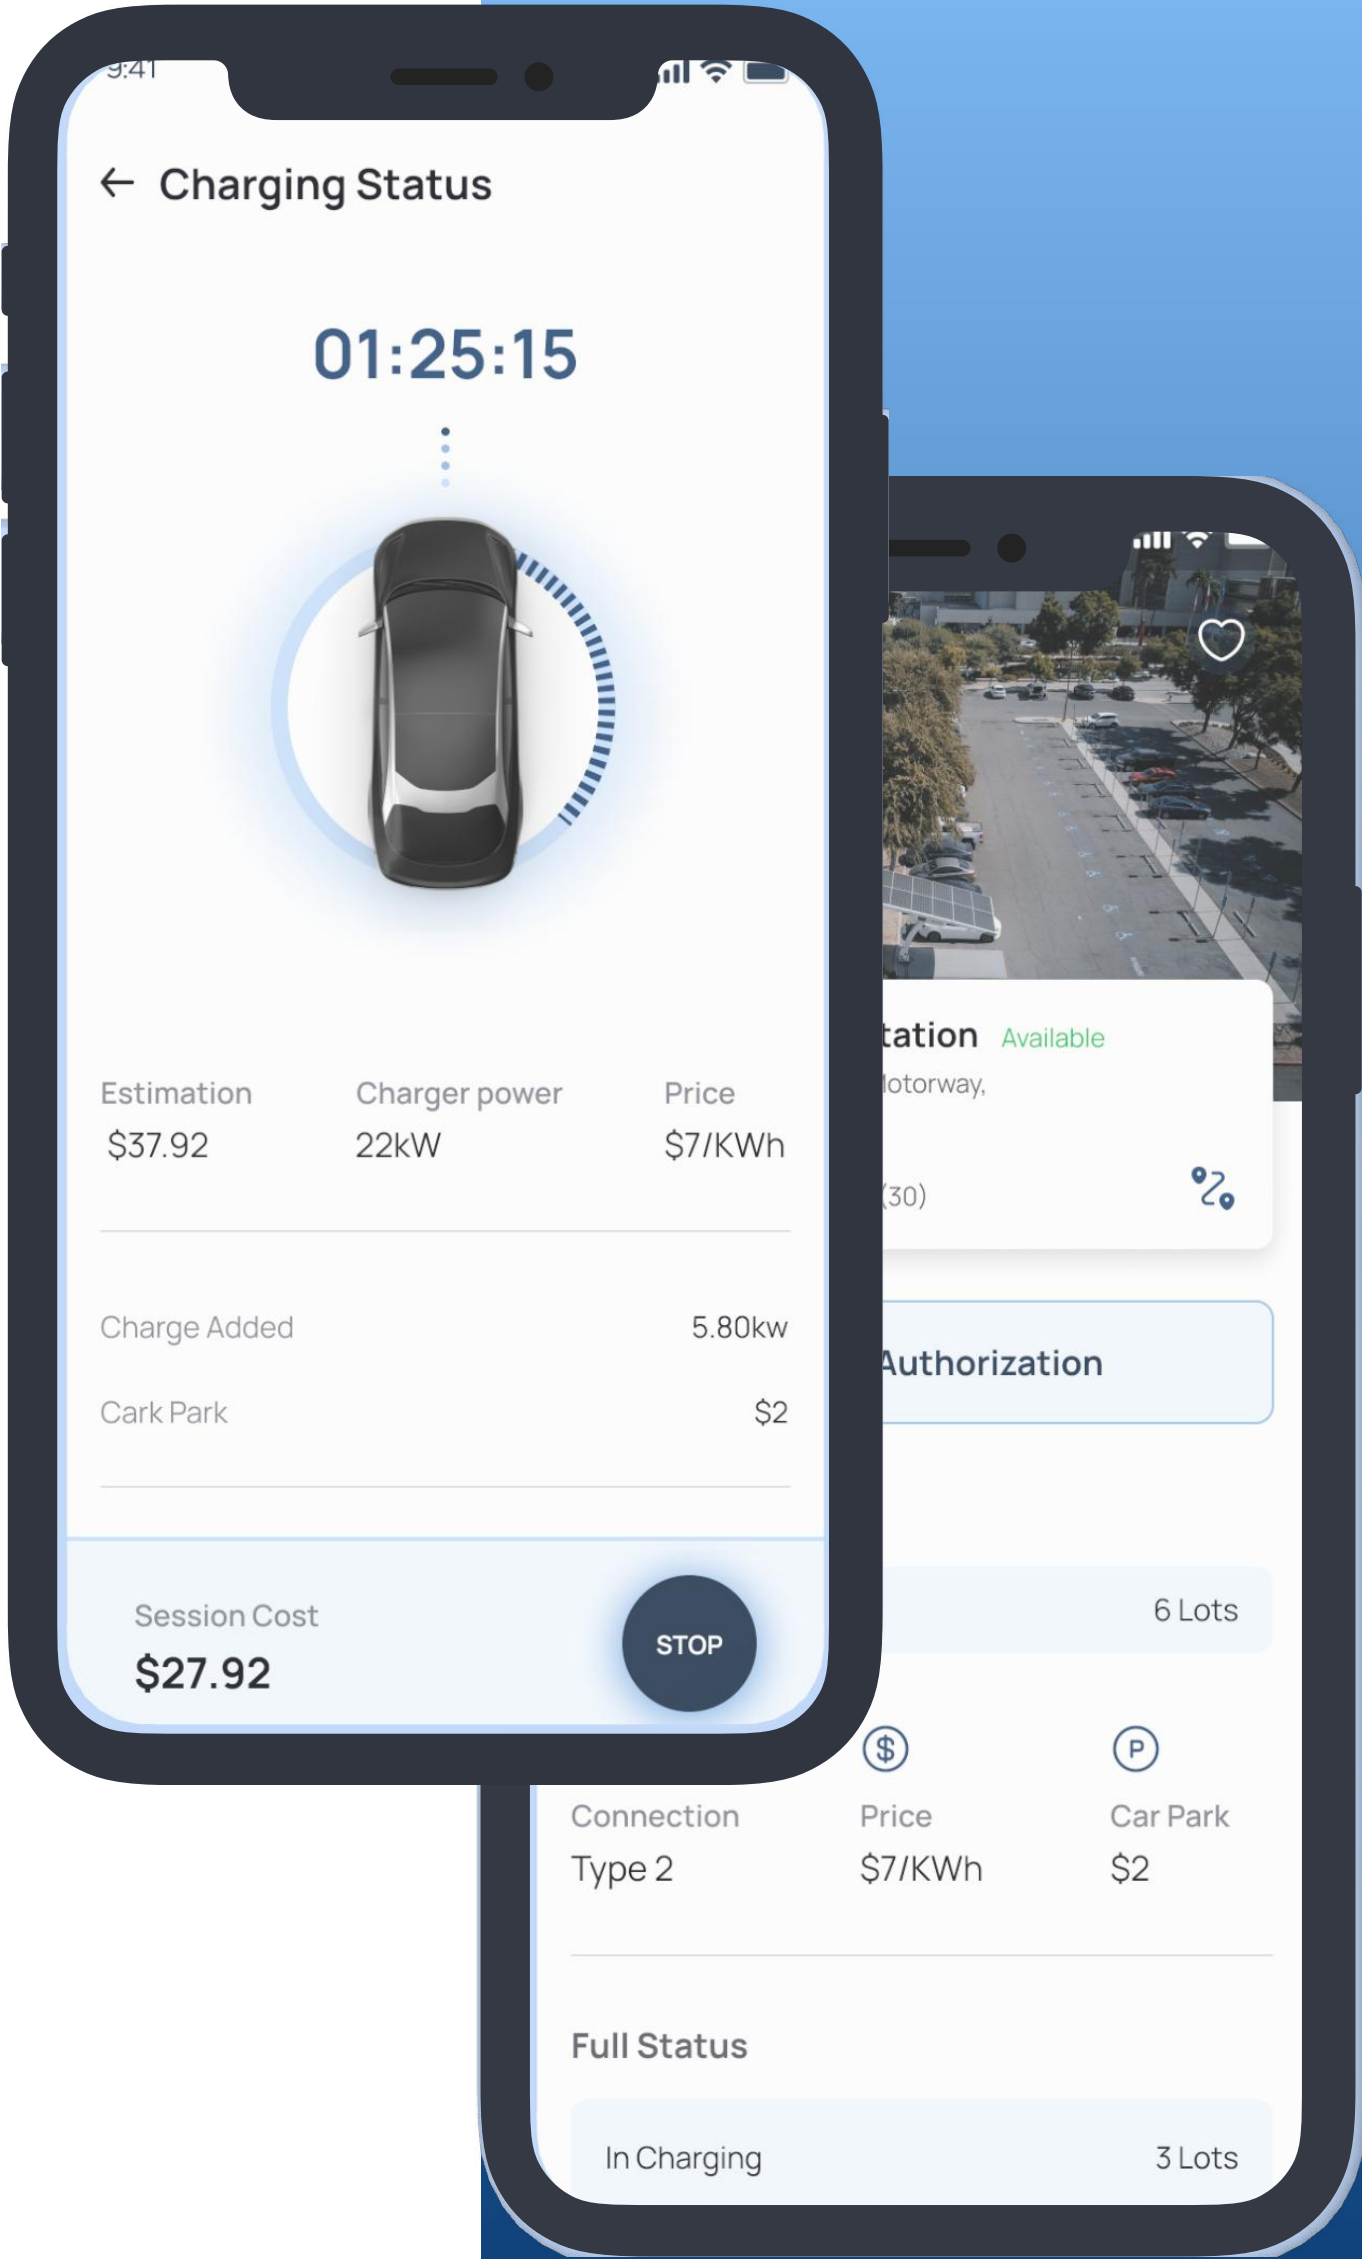 9:41
Charging Status
01:25:15
Estimation Charger power Price
$37.92 22kW $7/KWh
Charge Added 5.80kw
Cark Park $2
Session Cost
$27.92
STOP
tation Available
lotorway,
(30)
Authorization
6 Lots
$ P
Connection Price Car Park
Type 2 $7/KWh $2
Full Status
In Charging 3 Lots